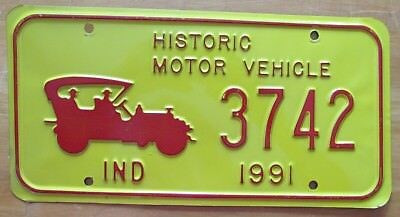 HISTORIC
MOTOR VEHICLE
3742
IND 1991